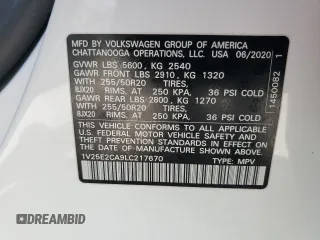 MFD. BY VOLKSWAGEN GROUP OF AMERICA
CHATTANOOGA OPERATIONS, LLC. USA 06/2020
GVWR LBS 5600, KG 2540
GAWR FRONT LBS 2910, KG 1320
WITH 255/50R20 TIRES,
8JX20 RIMS, AT 250 KPA, 36 PSI COLD
GAWR REAR LBS 2800, KG 1270
WITH 255/50R20 TIRES,
8JX20 RIMS, AT 250 KPA, 36 PSI COLD
THIS VEHICLE CONFORMS TO ALL APPLICABLE
U.S. FEDERAL MOTOR VEHICLE SAFETY AND
THEFT PREVENTION STANDARDS IN EFFECT ON
THE DATE OF MANUFACTURE SHOWN ABOVE.
1V25E2CA9LC217670 TYPE: MPV
1450082 1
OTOFACTS